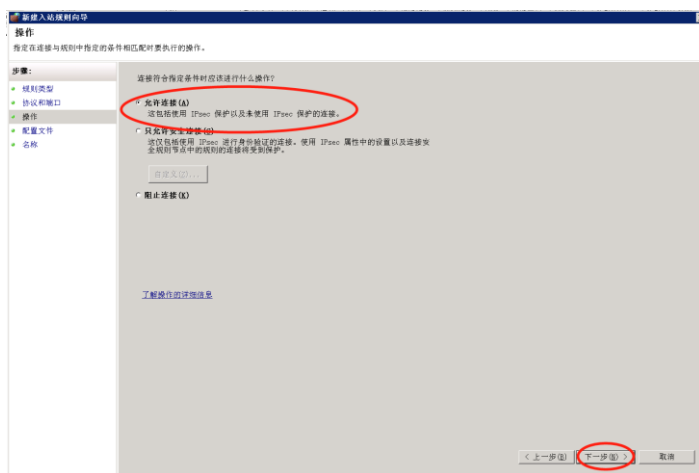 新建入站规则向导
操作
指定在连接与规则中指定的条件相匹配时要执行的操作。
步骤:
规则类型
协议和端口
操作
配置文件
名称
连接符合指定条件时应该进行什么操作?
允许连接(A)
这包括使用 IPsec 保护以及未使用 IPsec 保护的连接。
只允许安全连接(C)
这仅包括使用 IPsec 进行身份验证的连接。使用 IPsec 属性中的设置以及连接安
全规则节点中的规则的连接将受到保护。
自定义(Z)...
阻止连接(K)
了解操作的详细信息
< 上一步(B)
下一步(N) >
取消